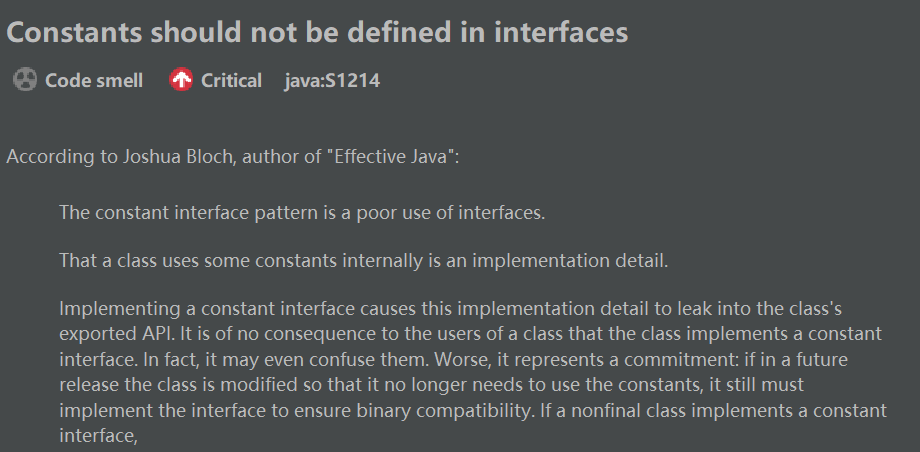 Constants should not be defined in interfaces
Code smell Critical java:S1214
According to Joshua Bloch, author of "Effective Java":
The constant interface pattern is a poor use of interfaces.
That a class uses some constants internally is an implementation detail.
Implementing a constant interface causes this implementation detail to leak into the class's
exported API. It is of no consequence to the users of a class that the class implements a constant
interface. In fact, it may even confuse them. Worse, it represents a commitment: if in a future
release the class is modified so that it no longer needs to use the constants, it still must
implement the interface to ensure binary compatibility. If a nonfinal class implements a constant
interface,